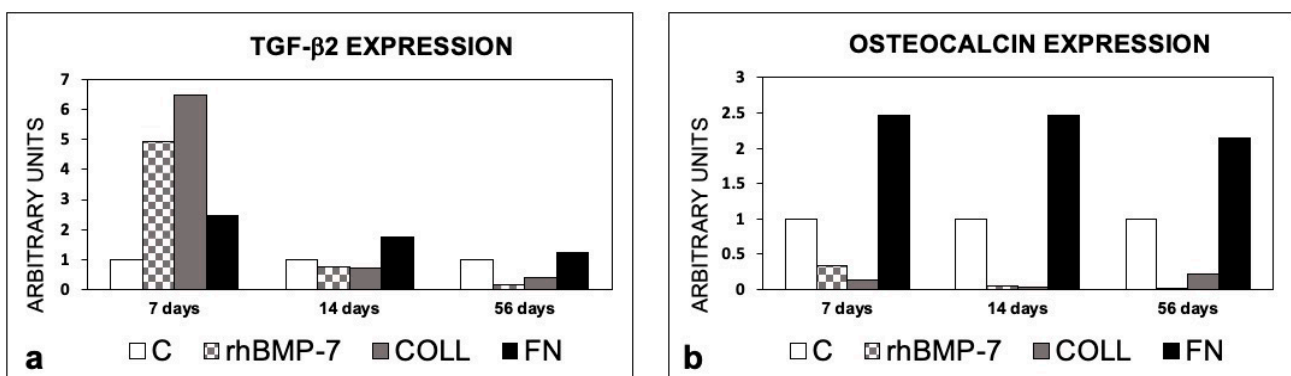 TGF-β2 EXPRESSION
ARBITRARY UNITS
7
6
5
4
3
2
1
0
7 days 14 days 56 days
a C rhBMP-7 COLL FN
OSTEOCALCIN EXPRESSION
ARBITRARY UNITS
3
2.5
2
1.5
1
0.5
0
7 days 14 days 56 days
b C rhBMP-7 COLL FN